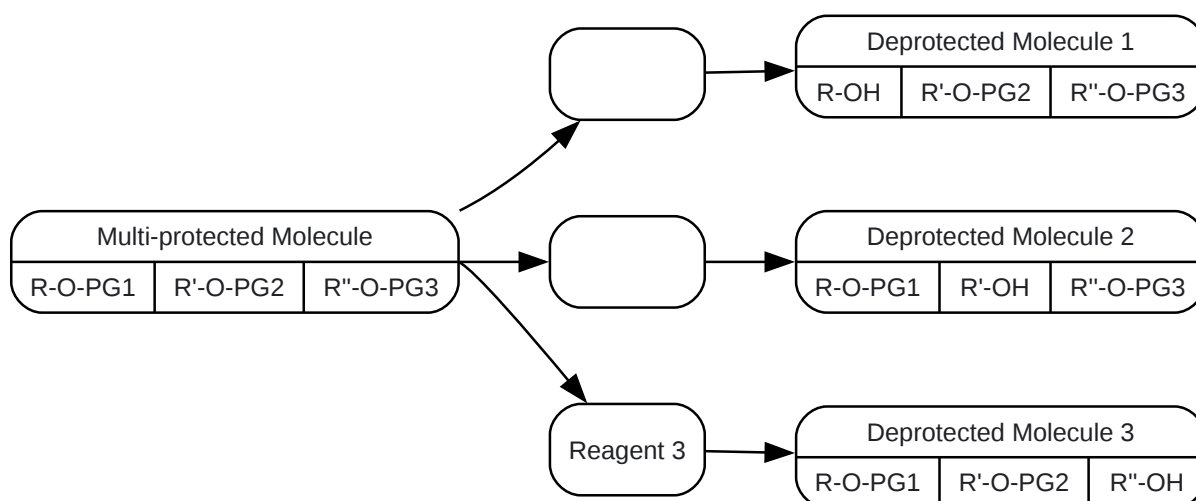 Deprotected Molecule 1
R-OH R'-O-PG2 R"-O-PG3
Multi-protected Molecule
R-O-PG1 R'-O-PG2 R"-O-PG3
Deprotected Molecule 2
R-O-PG1 R'-OH R"-O-PG3
Reagent 3
Deprotected Molecule 3
R-O-PG1 R'-O-PG2 R"-OH